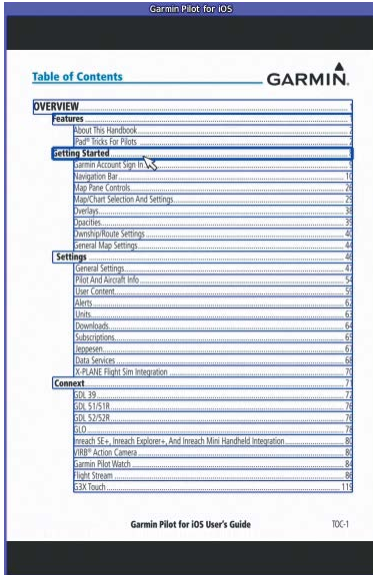 Garmin Pilot for iOS
Table of Contents
GARMIN.
OVERVIEW
Features
About This Handbook
Pad® Tricks For Pilots
Getting Started
Garmin Account Sign In
Navigation Bar
Map Pane Controls
Map/Chart Selection And Settings
Overlays
Opacities
Ownship/Route Settings
General Map Settings
Settings
General Settings
Pilot And Aircraft Info
User Content
Alerts
Units
Downloads
Subscriptions
Jeppesen
Data Services
X-PLANE Flight Sim Integration
Connext
GDL 39
GDL 51/51R
GDL 52/52R
GLO
Inreach SE+, Inreach Explorer+, And Inreach Mini Handheld Integration
VIRB® Action Camera
Garmin Pilot Watch
Flight Stream
G3X Touch 119
Garmin Pilot for iOS User's Guide TOC-1